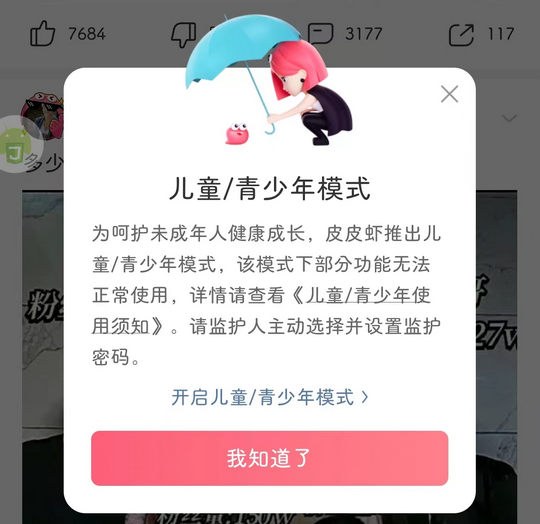 7684
3177
117
多少
儿童/青少年模式
为呵护未成年人健康成长，皮皮虾推出儿
童/青少年模式，该模式下部分功能无法
正常使用，详情请查看《儿童/青少年使
用须知》。请监护人主动选择并设置监护
密码。
开启儿童/青少年模式 >
我知道了